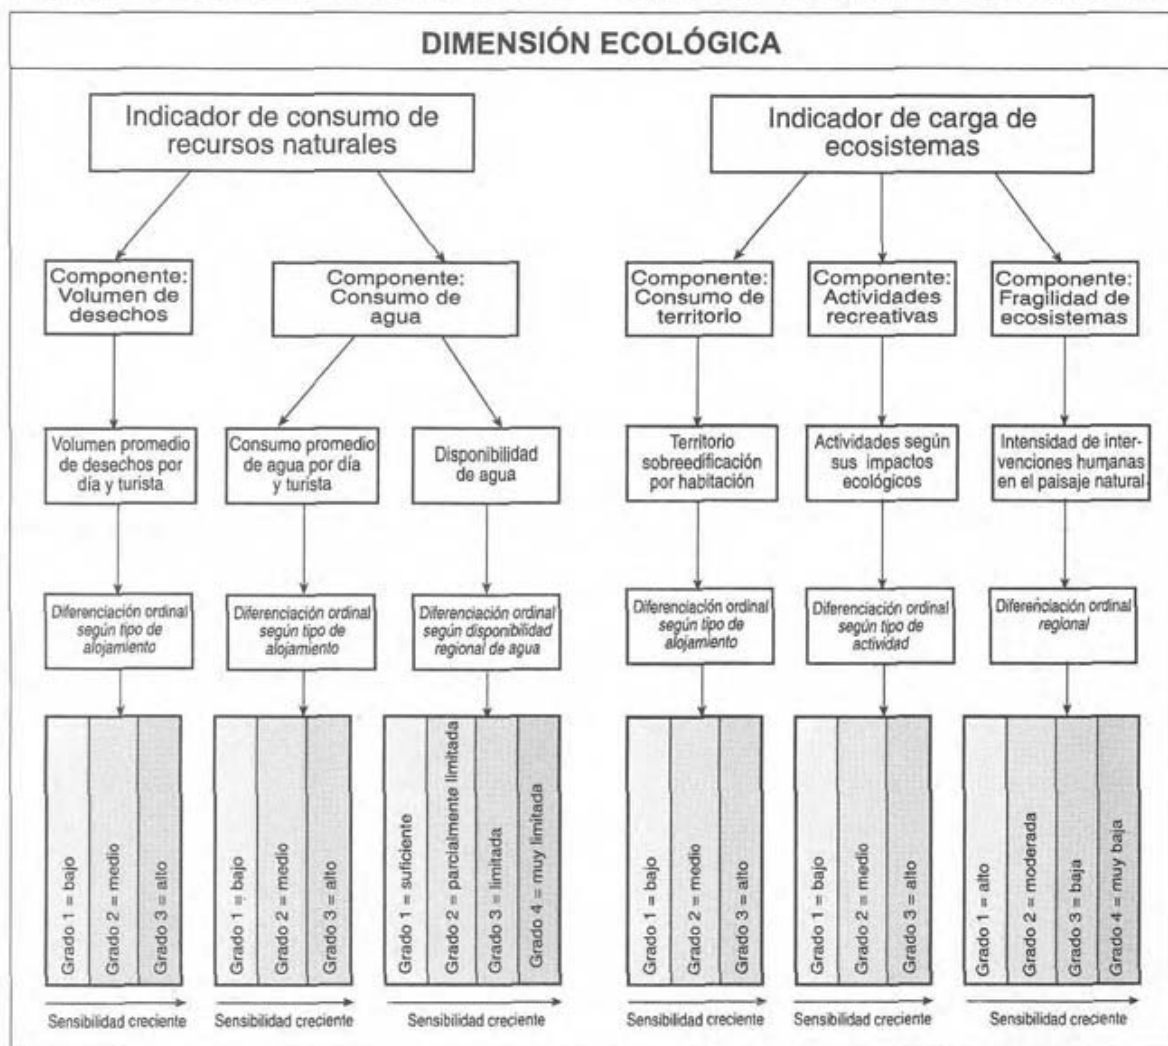 DIMENSIÓN ECOLÓGICA
Indicador de consumo de
recursos naturales
Indicador de carga de
ecosistemas
Componente:
Volumen de
desechos
Componente:
Consumo de
agua
Componente:
Consumo de
territorio
Componente:
Actividades
recreativas
Componente:
Fragilidad de
ecosistemas
Volumen promedio
de desechos por
día y turista
Consumo promedio
de agua por día
y turista
Disponibilidad
de agua
Territorio
sobreedificación
por habitación
Actividades según
sus impactos
ecológicos
Intensidad de inter-
venciones humanas
en el paisaje natural
Diferenciación ordinal
según tipo de
alojamiento
Diferenciación ordinal
según tipo de
alojamiento
Diferenciación ordinal
según disponibilidad
regional de agua
Diferenciación ordinal
según tipo de
alojamiento
Diferenciación ordinal
según tipo de
actividad
Diferenciación ordinal
regional
Grado 1 = bajo
Grado 2 = medio
Grado 3 = alto
Grado 1 = bajo
Grado 2 = medio
Grado 3 = alto
Grado 1 = suficiente
Grado 2 = parcialmente limitada
Grado 3 = limitada
Grado 4 = muy limitada
Grado 1 = bajo
Grado 2 = medio
Grado 3 = alto
Grado 1 = bajo
Grado 2 = medio
Grado 3 = alto
Grado 1 = alto
Grado 2 = moderada
Grado 3 = baja
Grado 4 = muy baja
Sensibilidad creciente
Sensibilidad creciente
Sensibilidad creciente
Sensibilidad creciente
Sensibilidad creciente
Sensibilidad creciente